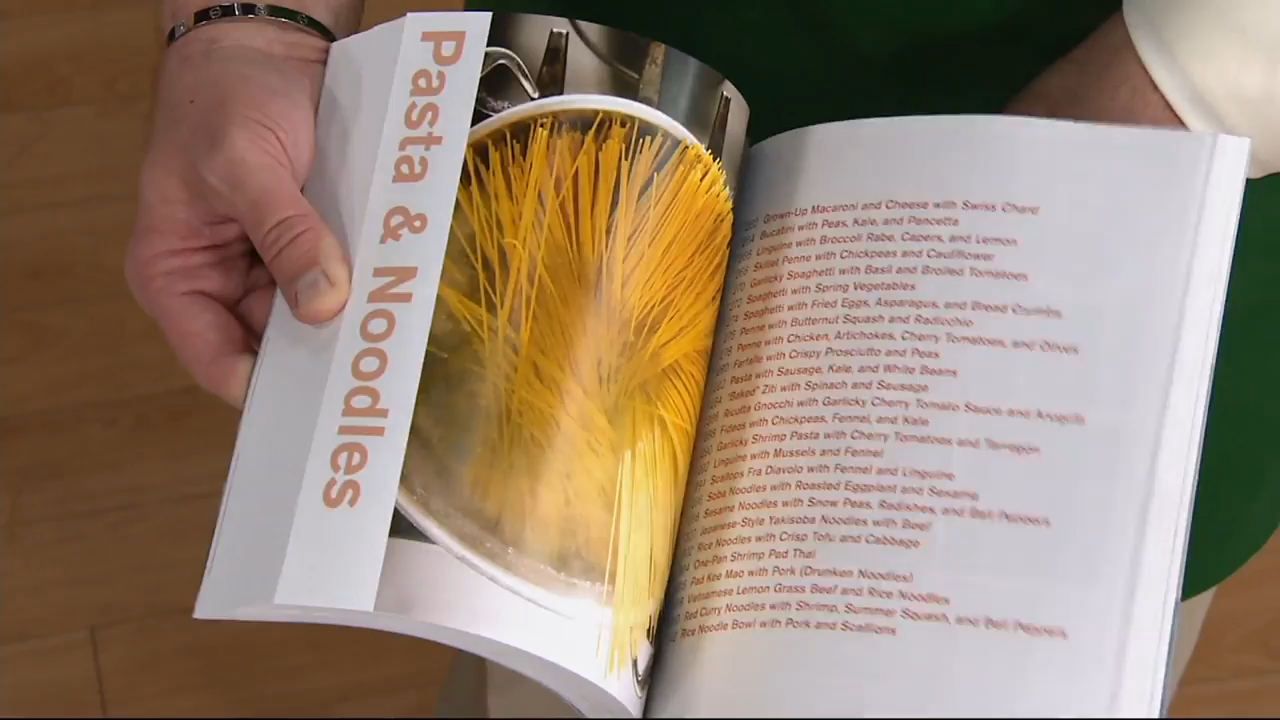 Pasta & Noodles
Grown-Up Macaroni and Cheese with Swiss Chard
Bucatini with Peas, Kale, and Pancetta
Linguine with Broccoli Rabe, Capers, and Lemon
Skillet Penne with Chickpeas and Cauliflower
Garlicky Spaghetti with Basil and Broiled Tomatoes
Spaghetti with Spring Vegetables
Spaghetti with Fried Eggs, Asparagus, and Bread Crumbs
Penne with Butternut Squash and Radicchio
Penne with Chicken, Artichokes, Cherry Tomatoes, and Olives
Farfalle with Crispy Prosciutto and Peas
Pasta with Sausage, Kale, and White Beans
"Baked" Ziti with Spinach and Sausage
Ricotta Gnocchi with Garlicky Cherry Tomato Sauce and Arugula
Fideos with Chickpeas, Fennel, and Kale
Garlicky Shrimp Pasta with Cherry Tomatoes and Tarragon
Linguine with Mussels and Fennel
Scallops Fra Diavolo with Fennel and Linguine
Soba Noodles with Roasted Eggplant and Sesame
Sesame Noodles with Snow Peas, Radishes, and Bell Peppers
Japanese-Style Yakisoba Noodles with Beef
Rice Noodles with Crisp Tofu and Cabbage
One-Pan Shrimp Pad Thai
Pad Kee Mao with Pork (Drunken Noodles)
Vietnamese Lemon Grass Beef and Rice Noodles
Red Curry Noodles with Shrimp, Summer Squash, and Bell Peppers
Rice Noodle Bowl with Pork and Scallions